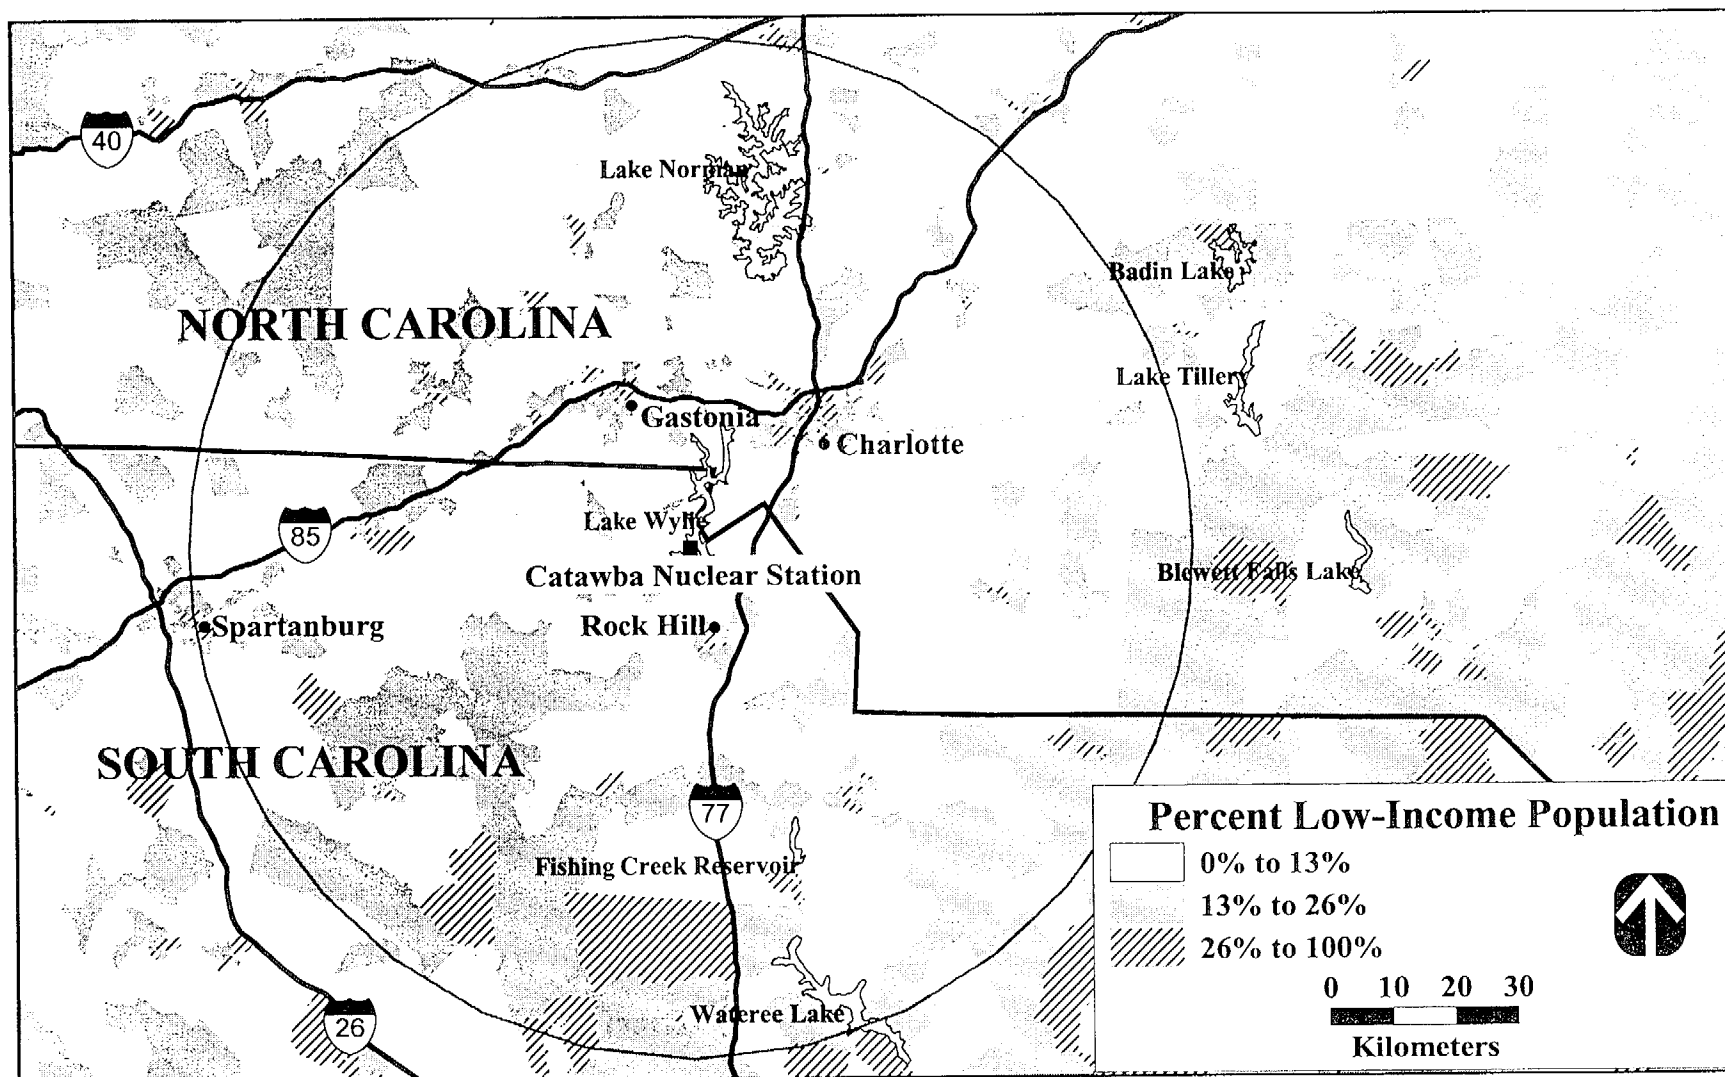 40
Lake Norman
Badin Lake
NORTH CAROLINA
Lake Tillery
Gastonia
Charlotte
Lake Wylie
85
Catawba Nuclear Station
Blewett Falls Lake
Spartanburg
Rock Hill
SOUTH CAROLINA
77
Fishing Creek Reservoir
Wateree Lake
26
Percent Low-Income Population
0% to 13%
13% to 26%
26% to 100%
0 10 20 30
Kilometers